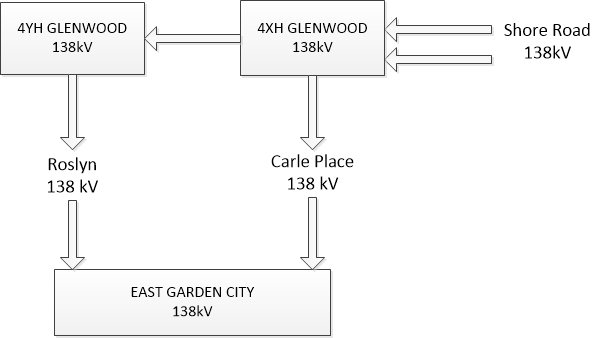 4YH GLENWOOD
138kV
4XH GLENWOOD
138kV
Shore Road
138kV
Roslyn
138 kV
Carle Place
138 kV
EAST GARDEN CITY
138kV